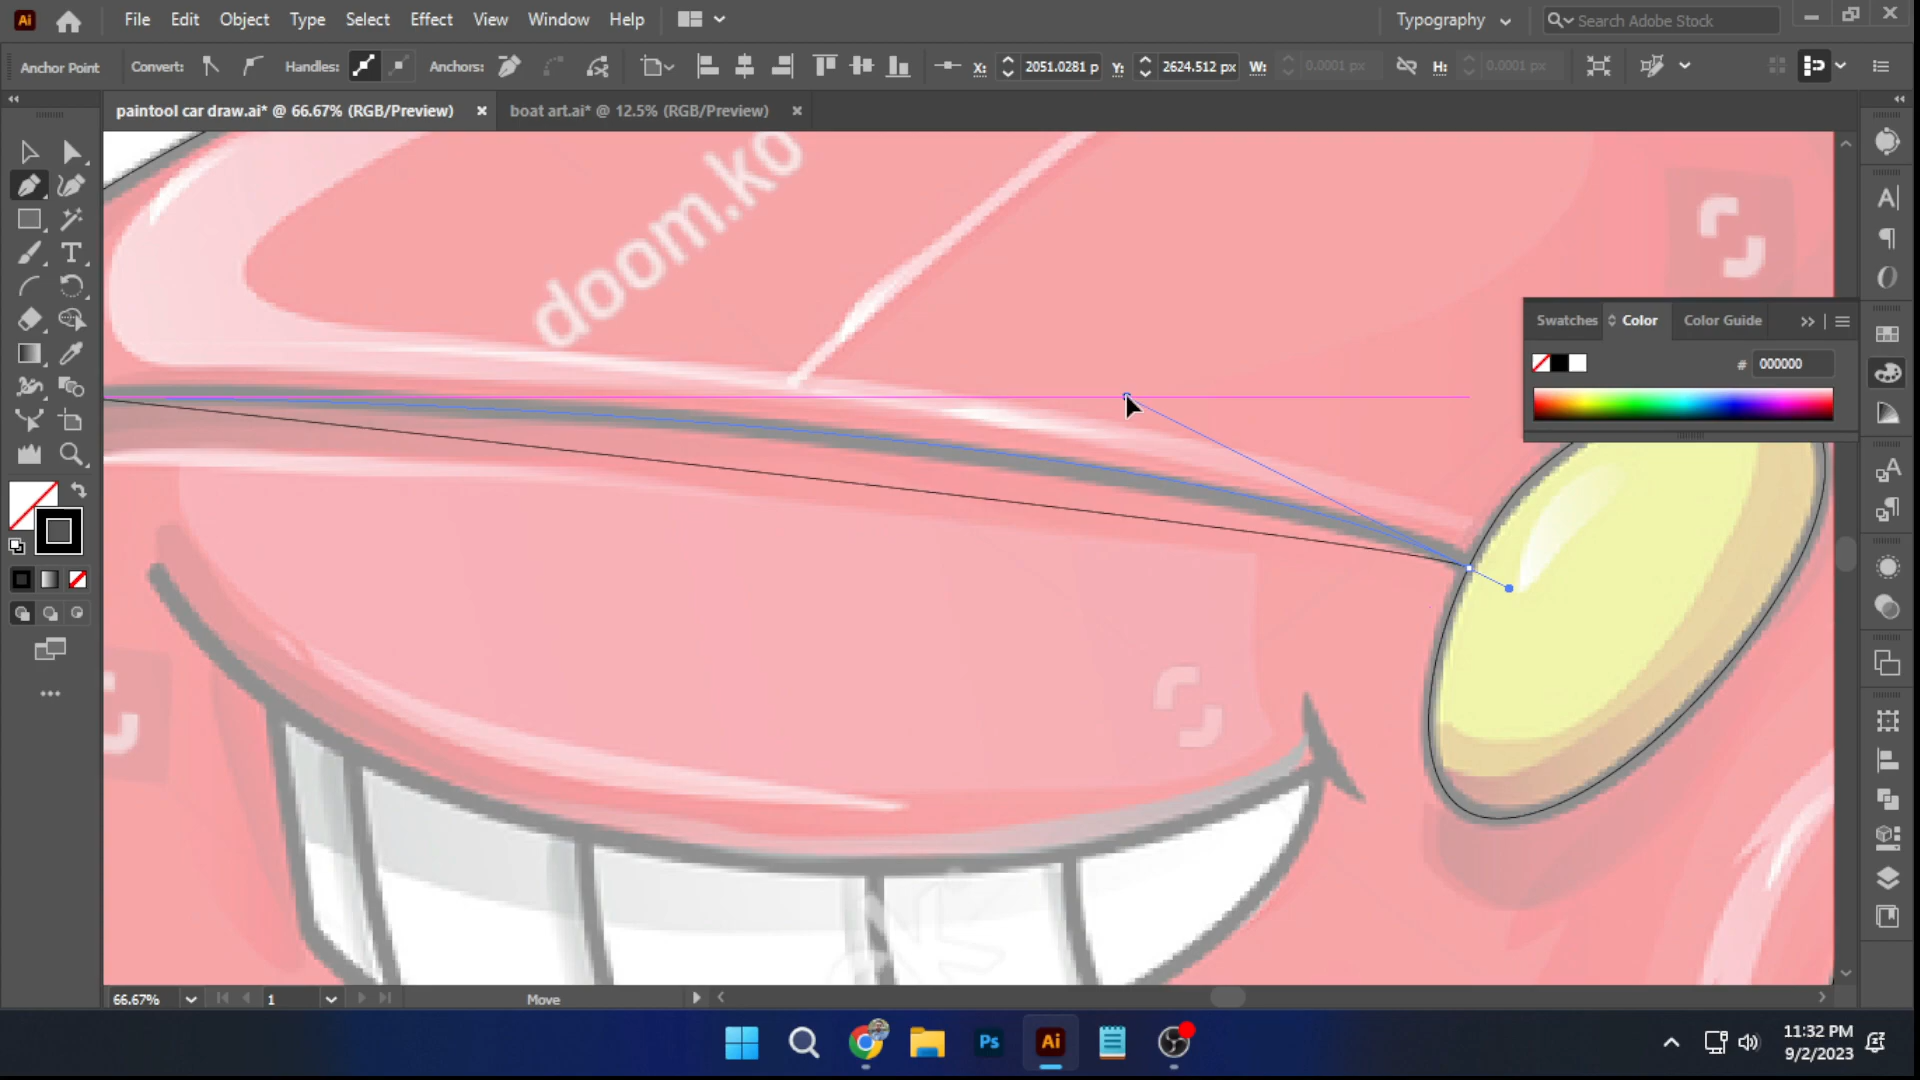 Ai File Edit Object Type Select Effect View Window Help Typography Search Adobe Stock
Anchor Point Convert: Handles: Anchors: X: 2051.0281 p Y: 2624.512 px W: 0.0001 px H: 0.0001 px
paintool car draw.ai* @ 66.67% (RGB/Preview) boat art.ai* @ 12.5% (RGB/Preview)
doom.ko
Swatches Color Color Guide
# 000000
66.67% 1 Move
Ps Ai 11:32 PM
9/2/2023